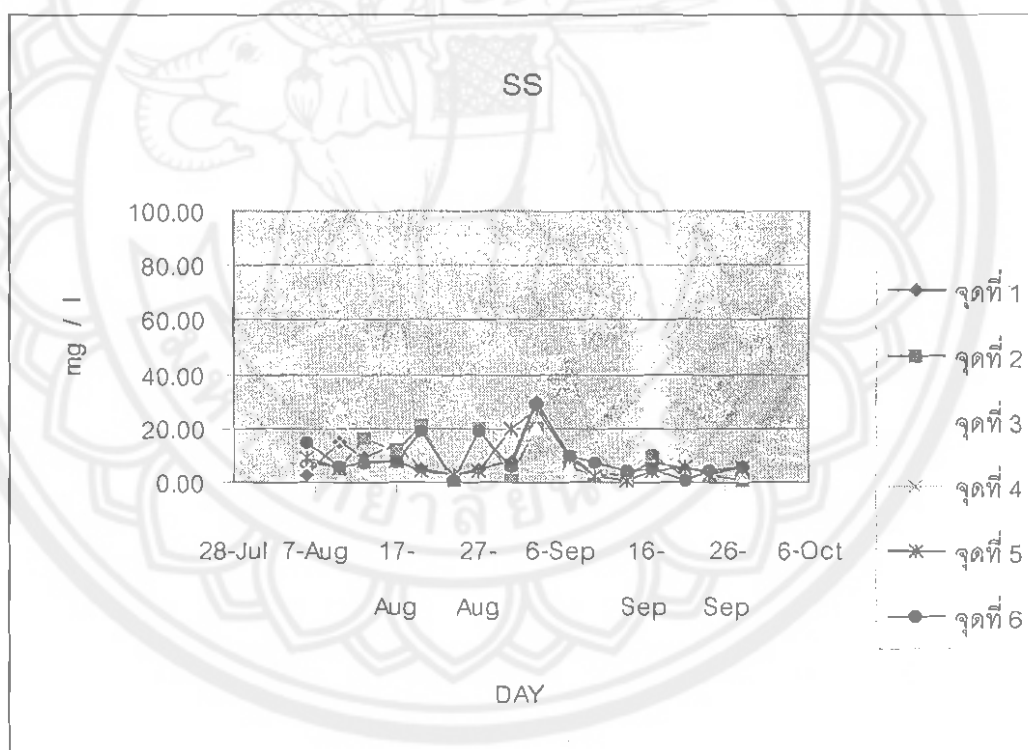 SS
100.00
80.00
60.00
40.00
20.00
0.00
mg / l
28-Jul 7-Aug 17-Aug 27-Aug 6-Sep 16-Sep 26-Sep 6-Oct
DAY
จุดที่ 1
จุดที่ 2
จุดที่ 3
จุดที่ 4
จุดที่ 5
จุดที่ 6